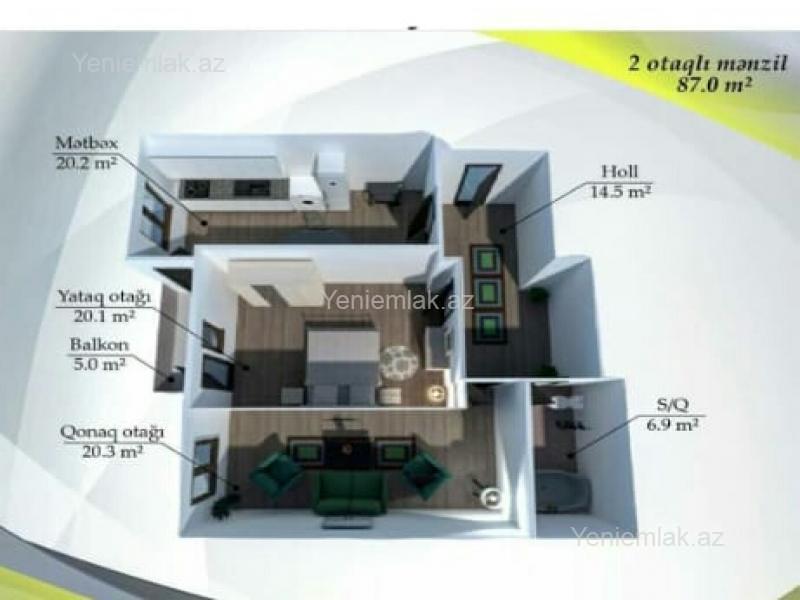 Yeniemlak.az
2 otaqlı mənzil
87.0 m²
Mətbəx
20.2 m²
Holl
14.5 m²
Yataq otağı
20.1 m²
Yeniemlak.az
Balkon
5.0 m²
S/Q
6.9 m²
Qonaq otağı
20.3 m²
Yeniemlak.az